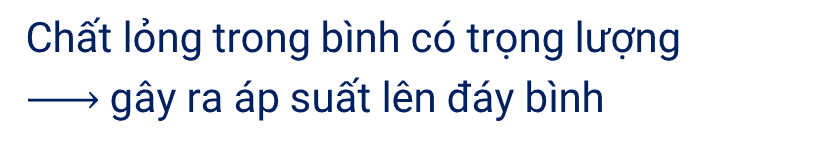 Chất lỏng trong bình có trọng lượng
⟶ gây ra áp suất lên đáy bình